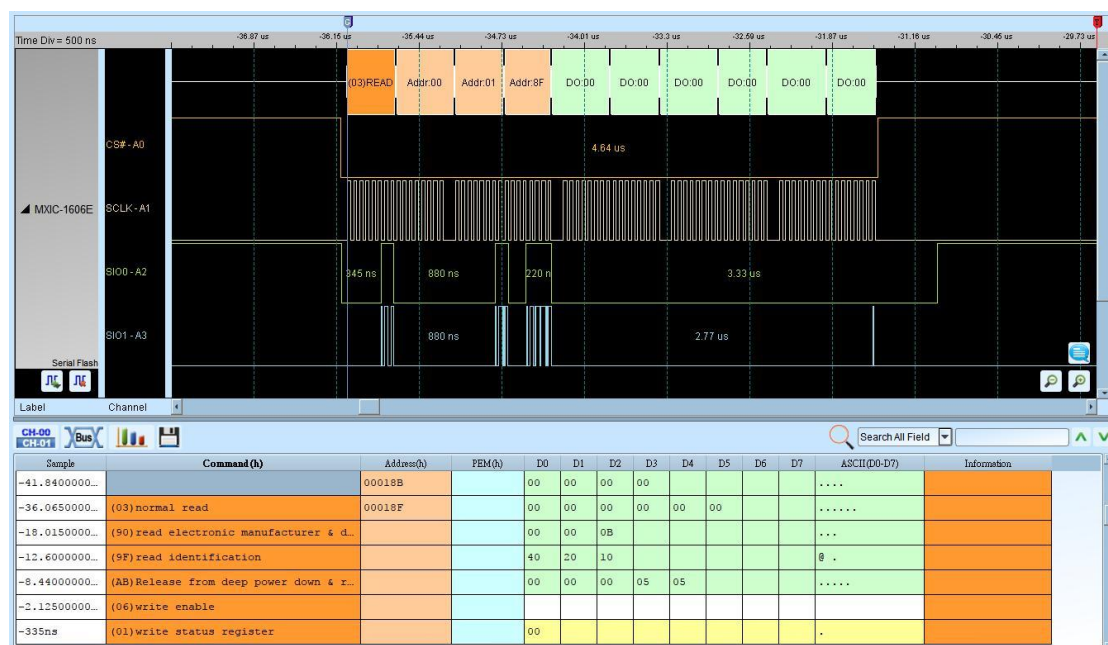 Time Div = 500 ns
-36.87 us -36.15 us -35.44 us -34.73 us -34.01 us -33.3 us -32.59 us -31.87 us -31.16 us -30.45 us -29.73 us
(03)READ Addr:00 Addr:01 Addr:8F DO:00 DO:00 DO:00 DO:00 DO:00 DO:00
CS# - A0 4.64 us
MXIC-1606E SCLK - A1
SIO0 - A2 345 ns 880 ns 220 n 3.33 us
SIO1 - A3 880 ns 2.77 us
Serial Flash
Label Channel
CH-00
CH-01 Bus Search All Field
Sample Command(h) Address(h) PEM(h) D0 D1 D2 D3 D4 D5 D6 D7 ASCII(D0-D7) Information
-41.8400000... 00018B 00 00 00 00 ....
-36.0650000... (03)normal read 00018F 00 00 00 00 00 00 ......
-18.0150000... (90)read electronic manufacturer & d... 00 00 0B ...
-12.6000000... (9F)read identification 40 20 10 @ .
-8.44000000... (AB)Release from deep power down & r... 00 00 00 05 05 .....
-2.12500000... (06)write enable
-335ns (01)write status register 00 .